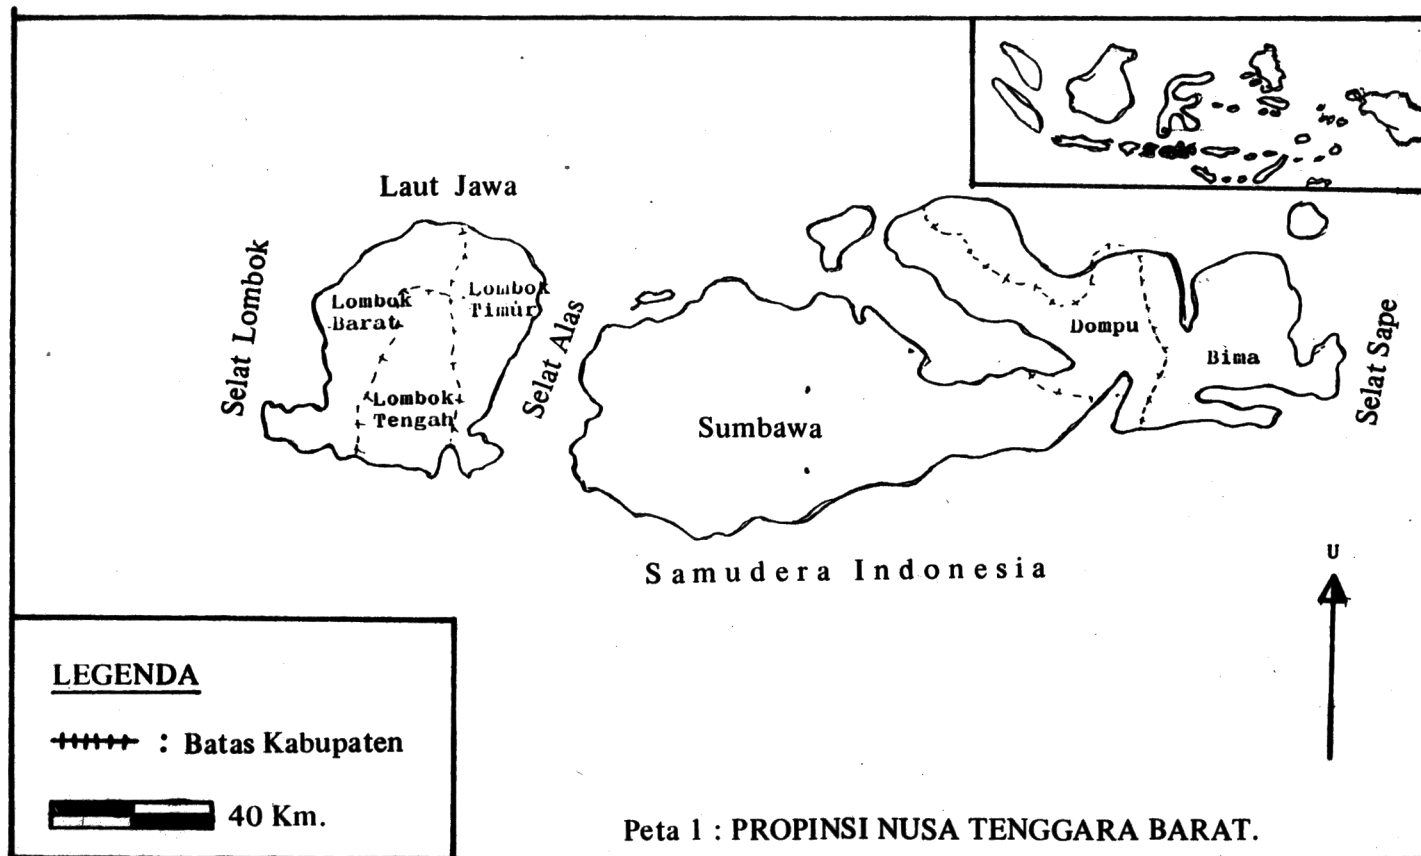 Laut Jawa
Selat Lombok
Lombok
Barat
Lombok
Timur
Lombok
Tengah
Selat Alas
Sumbawa
Dompu
Bima
Selat Sape
Samudera Indonesia
U
LEGENDA
: Batas Kabupaten
40 Km.
Peta 1 : PROPINSI NUSA TENGGARA BARAT.